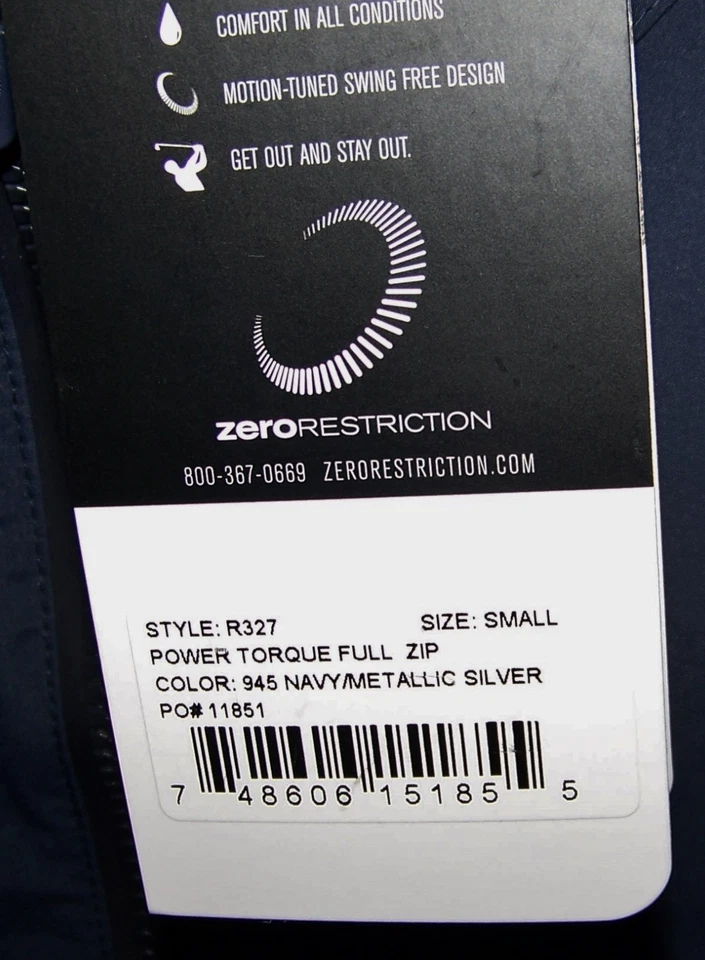 COMFORT IN ALL CONDITIONS
MOTION-TUNED SWING FREE DESIGN
GET OUT AND STAY OUT.
zeroRESTRICTION
800-367-0669 ZERORESTRICTION.COM
STYLE: R327 SIZE: SMALL
POWER TORQUE FULL ZIP
COLOR: 945 NAVY/METALLIC SILVER
PO# 11851
7 48606 15185 5